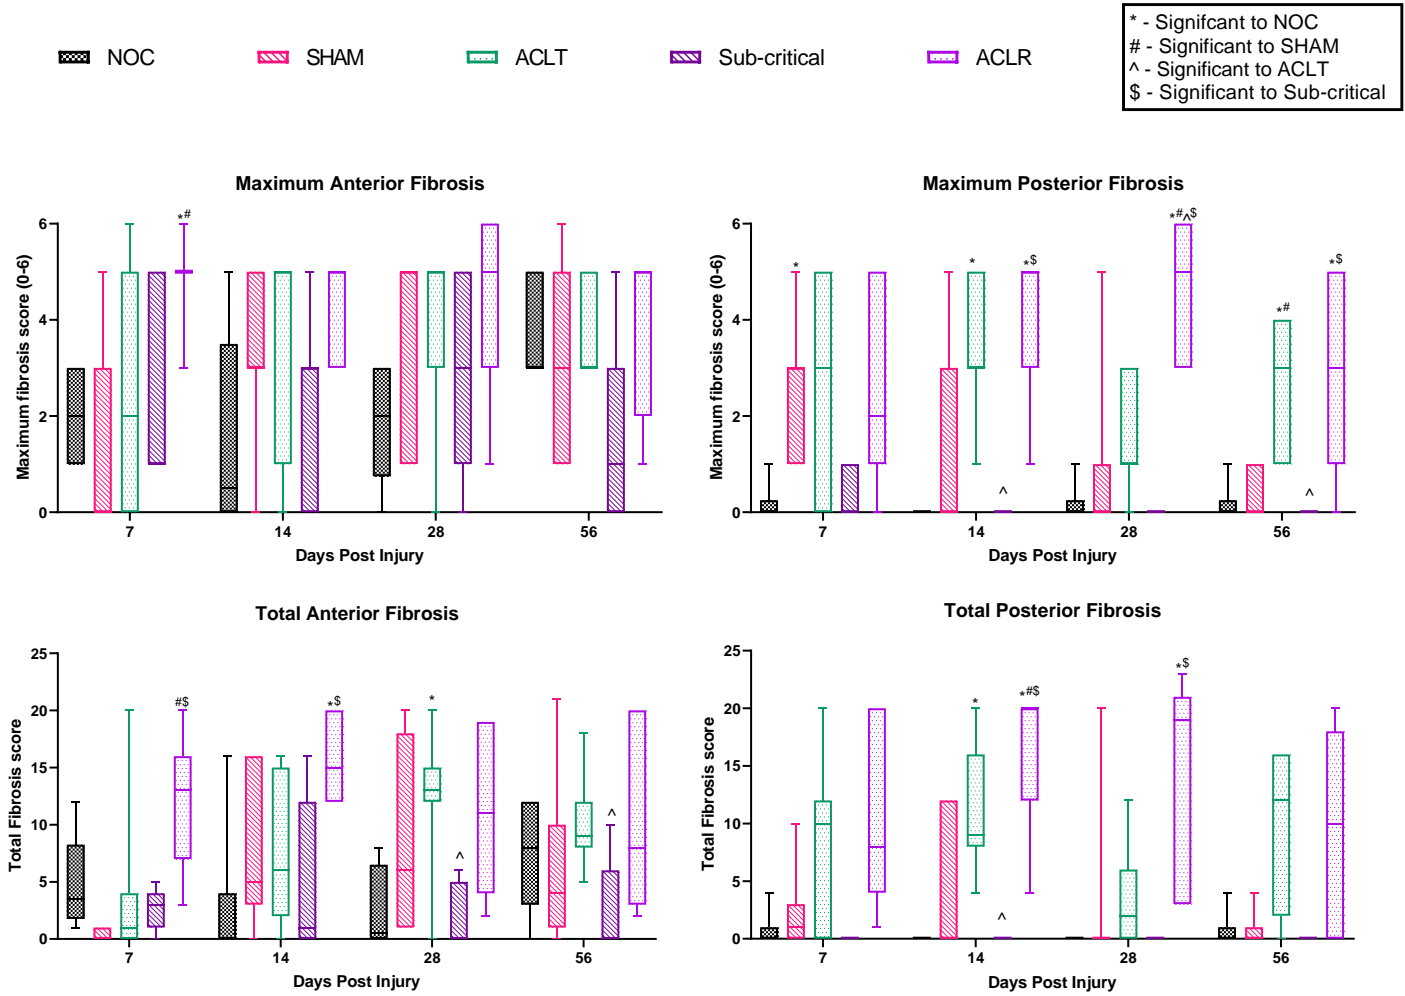 NOC SHAM ACLT Sub-critical ACLR
* - Signifcant to NOC
# - Significant to SHAM
^ - Significant to ACLT
$ - Significant to Sub-critical
Maximum Anterior Fibrosis
Maximum fibrosis score (0-6)
6
4
2
0
*#
7 14 28 56
Days Post Injury
Maximum Posterior Fibrosis
Maximum fibrosis score (0-6)
6
4
2
0
*
*
^
*$
*#^$
*#
^
*$
7 14 28 56
Days Post Injury
Total Anterior Fibrosis
Total Fibrosis score
25
20
15
10
5
0
#$
*$
*
^
^
7 14 28 56
Days Post Injury
Total Posterior Fibrosis
Total Fibrosis score
25
20
15
10
5
0
*
^
*#$
*$
7 14 28 56
Days Post Injury